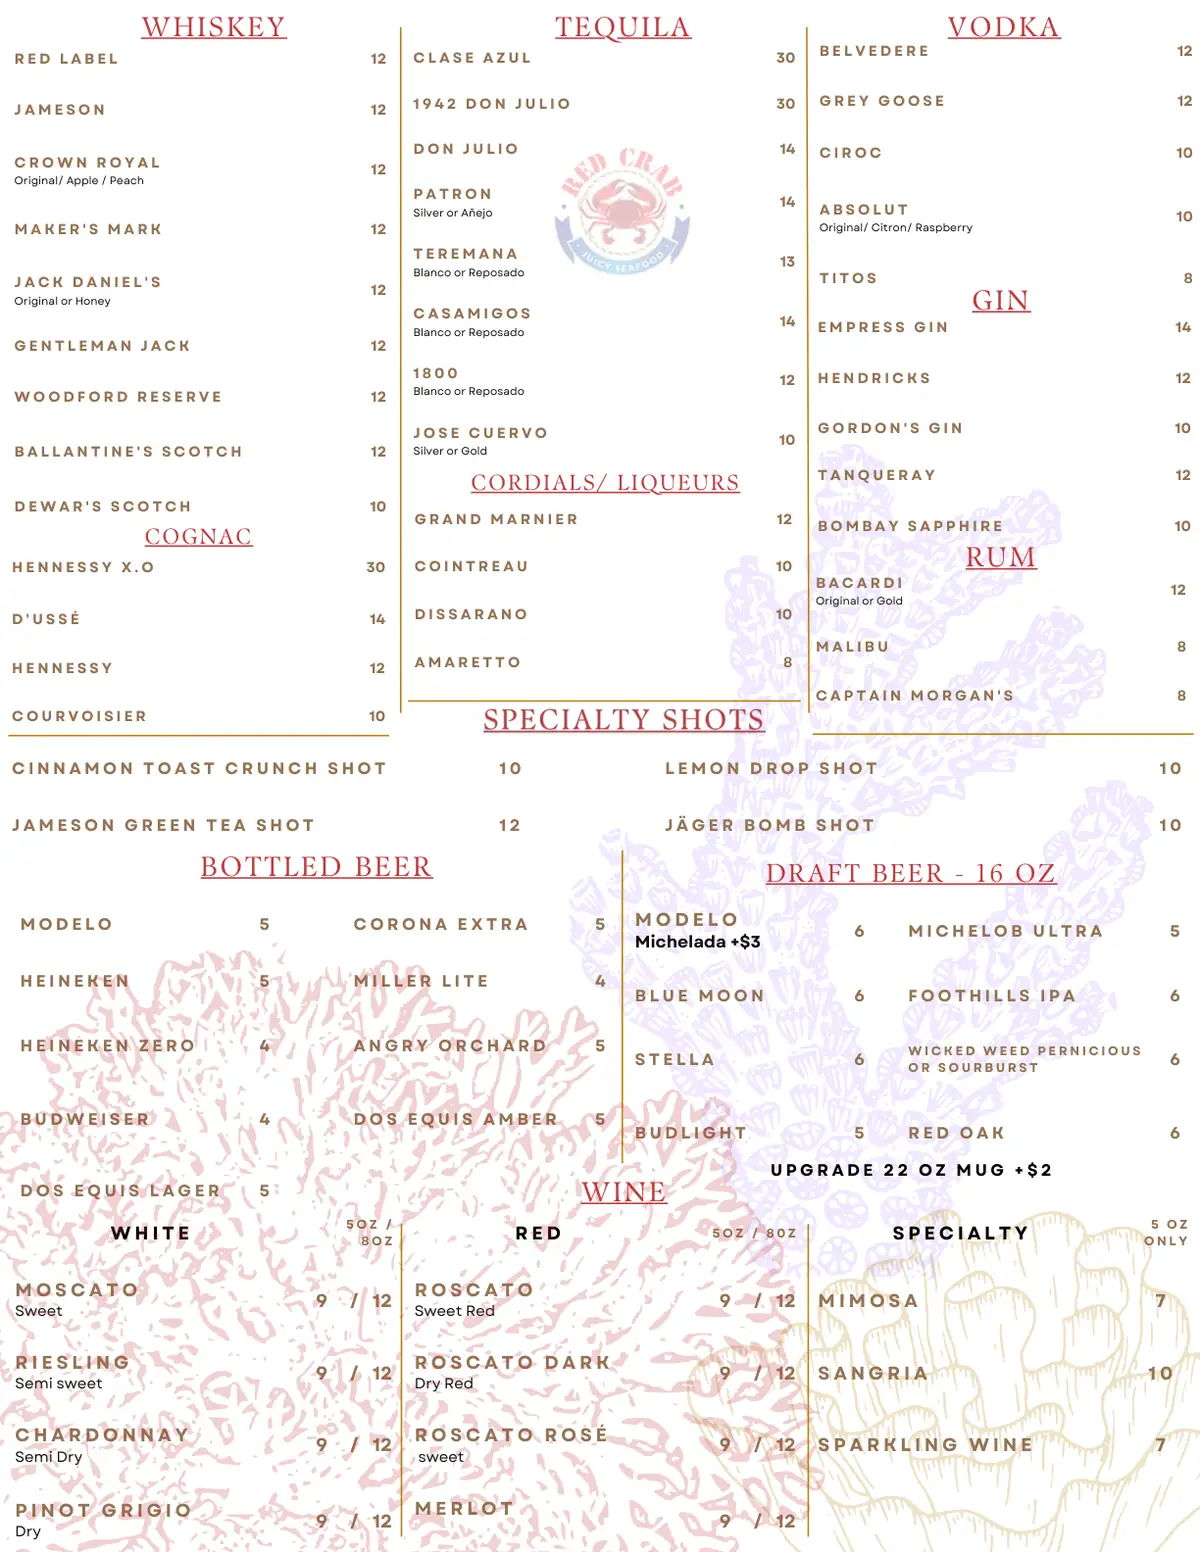 WHISKEY
RED LABEL 12
JAMESON 12
CROWN ROYAL 12
Original/ Apple / Peach
MAKER'S MARK 12
JACK DANIEL'S 12
Original or Honey
GENTLEMAN JACK 12
WOODFORD RESERVE 12
BALLANTINE'S SCOTCH 12
DEWAR'S SCOTCH 10
COGNAC
HENNESSY X.O 30
D'USSÉ 14
HENNESSY 12
COURVOISIER 10
TEQUILA
CLASE AZUL 30
1942 DON JULIO 30
DON JULIO 14
PATRON 14
Silver or Añejo
TEREMANA 13
Blanco or Reposado
CASAMIGOS 14
Blanco or Reposado
1800 12
Blanco or Reposado
JOSE CUERVO 10
Silver or Gold
RED CRAB
JUICY SEAFOOD
CORDIALS/ LIQUEURS
GRAND MARNIER 12
COINTREAU 10
DISSARANO 10
AMARETTO 8
VODKA
BELVEDERE 12
GREY GOOSE 12
CIROC 10
ABSOLUT 10
Original/ Citron/ Raspberry
TITOS 8
GIN
EMPRESS GIN 14
HENDRICKS 12
GORDON'S GIN 10
TANQUERAY 12
BOMBAY SAPPHIRE 10
RUM
BACARDI 12
Original or Gold
MALIBU 8
CAPTAIN MORGAN'S 8
SPECIALTY SHOTS
CINNAMON TOAST CRUNCH SHOT 10
LEMON DROP SHOT 10
JAMESON GREEN TEA SHOT 12
JÄGER BOMB SHOT 10
BOTTLED BEER
MODELO 5
CORONA EXTRA 5
HEINEKEN 5
MILLER LITE 4
HEINEKEN ZERO 4
ANGRY ORCHARD 5
BUDWEISER 4
DOS EQUIS AMBER 5
DOS EQUIS LAGER 5
DRAFT BEER - 16 OZ
MODELO 6
Michelada +$3
MICHELOB ULTRA 5
BLUE MOON 6
FOOTHILLS IPA 6
STELLA 6
WICKED WEED PERNICIOUS
OR SOURBURST 6
BUDLIGHT 5
RED OAK 6
UPGRADE 22 OZ MUG +$2
WINE
WHITE 5OZ /
8OZ
MOSCATO 9 / 12
Sweet
RIESLING 9 / 12
Semi sweet
CHARDONNAY 9 / 12
Semi Dry
PINOT GRIGIO 9 / 12
Dry
RED 5OZ / 8OZ
ROSCATO 9 / 12
Sweet Red
ROSCATO DARK 9 / 12
Dry Red
ROSCATO ROSÉ 9 / 12
sweet
MERLOT 9 / 12
SPECIALTY 5 OZ
ONLY
MIMOSA 7
SANGRIA 10
SPARKLING WINE 7